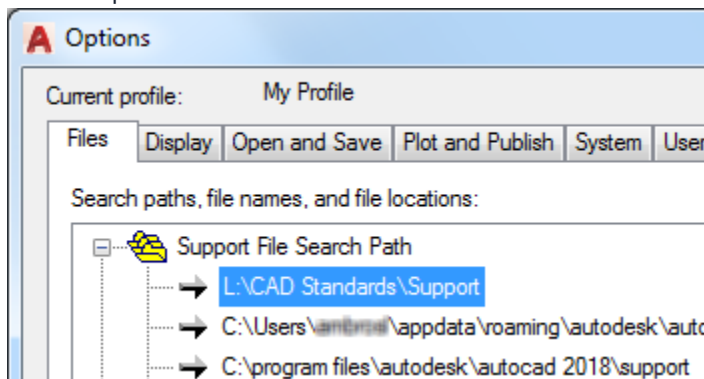 Options
Current profile: My Profile
Files Display Open and Save Plot and Publish System User
Search paths, file names, and file locations:
Support File Search Path
L:\CAD Standards\Support
C:\Users\ \appdata\roaming\autodesk\auto
C:\program files\autodesk\autocad 2018\support